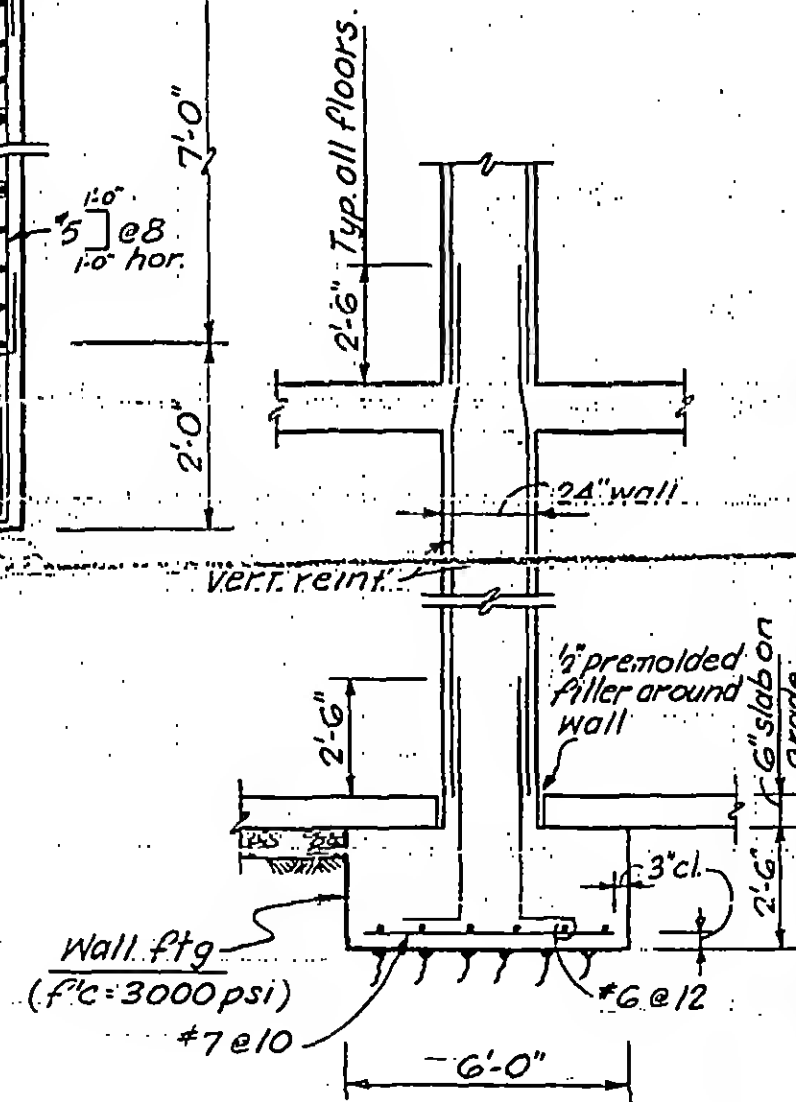 7'-0"
1'-0"
#5 @8
1'-0" hor.
2'-0"
2'-6" Typ. all floors.
24" wall
vert. reinf.
2'-6"
1/2" premolded
filler around
wall
6" slab on
grade
3" cl.
2'-6"
Wall ftg
(f'c=3000 psi)
#7@10
#6@12
6'-0"